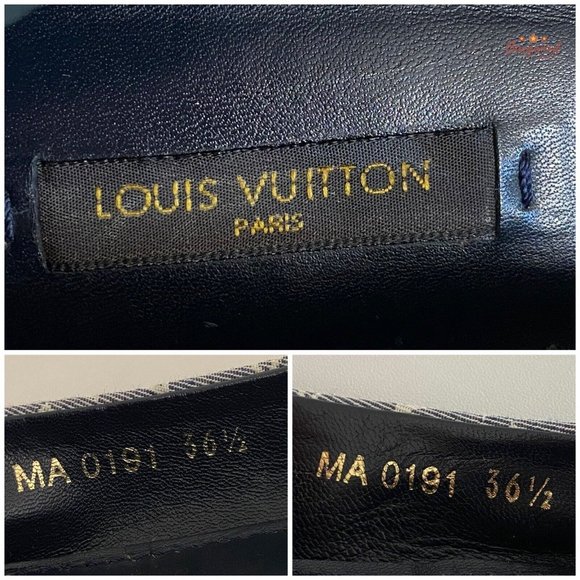 LOUIS VUITTON
PARIS
MA 0191 36½
MA 0191 36½